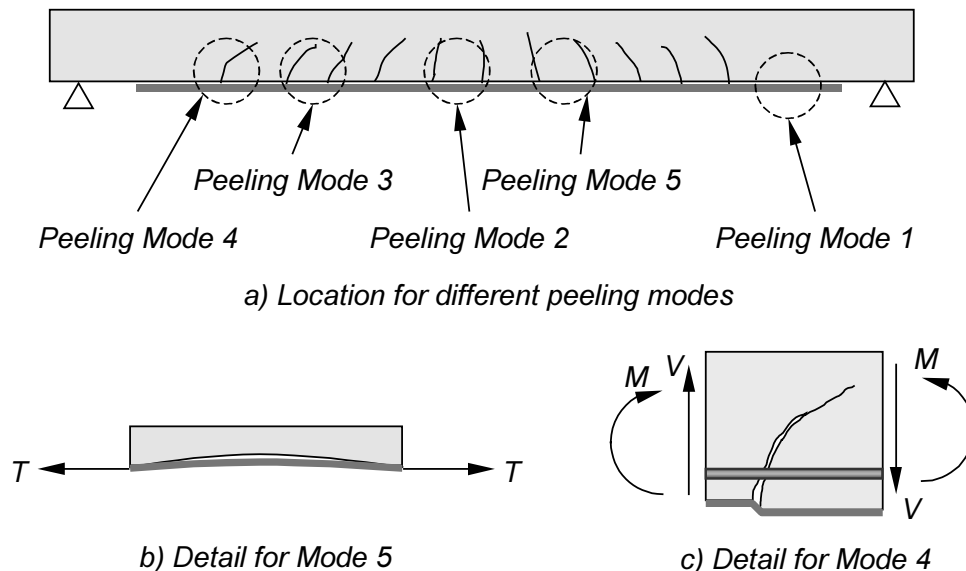 Peeling Mode 3
Peeling Mode 5
Peeling Mode 4
Peeling Mode 2
Peeling Mode 1
a) Location for different peeling modes
T
T
b) Detail for Mode 5
M
V
M
V
c) Detail for Mode 4